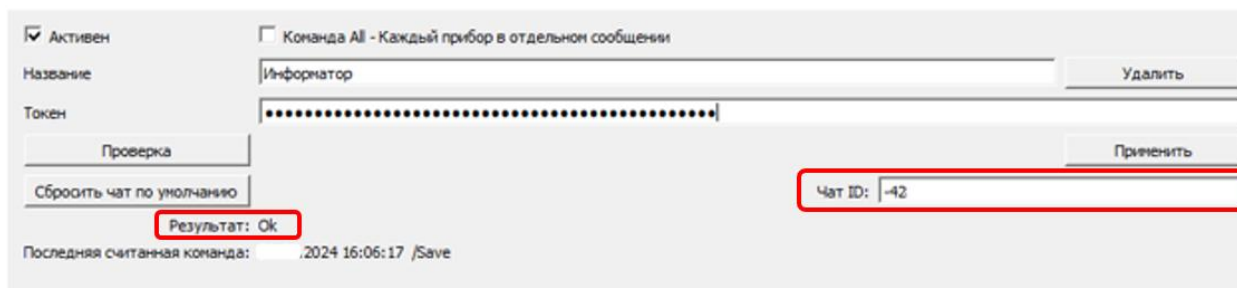 Активен Команда All - Каждый прибор в отдельном сообщении
Название Информатор Удалить
Токен ●●●●●●●●●●●●●●●●●●●●●●●●●●●●●●●●●●●●●●●●●●●●●●
Проверка Применить
Сбросить чат по умолчанию Чат ID: -42
Результат: Ok
Последняя считанная команда: .2024 16:06:17 /Save